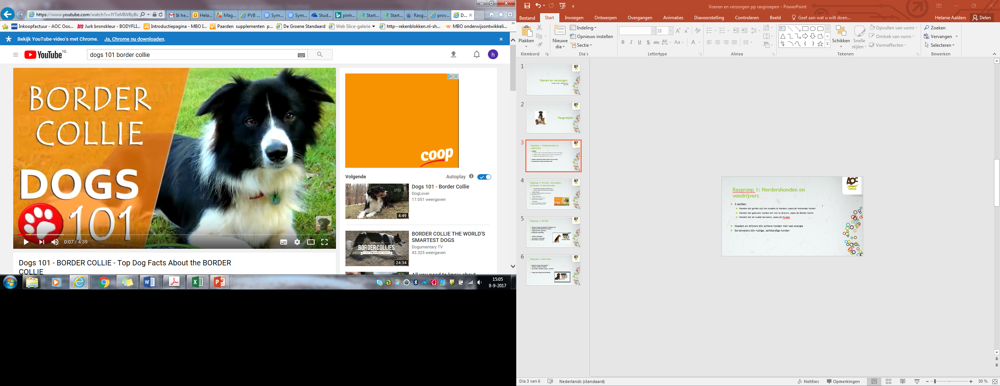 https://www.youtube.com/watch?v=IYTeMIWByBc
Ik he...
Hela...
Mag...
PVB ...
Sym...
Sym...
Stud...
pinh...
Start...
Start...
Rasg...
prov...
D...
Inkoopfactuur - AOC Oos...
Jurk bronskleur - BODYFLI...
Introductiepagina - MBO I...
Paarden supplementen p...
De Groene Standaard
Web Slice-galerie
http--rekenblokken.nl-sh...
MBO onderwijsontwikkeli...
Bekijk YouTube-video's met Chrome. Ja, Chrome nu downloaden.
YouTube NL
dogs 101 border collie
h
BORDER
COLLIE
DOGS
101
0:07 / 4:39
coop
Volgende
Autoplay
Dogs 101 - Border Collie
DogLover
17.051 weergaven
4:49
BORDER COLLIE THE WORLD'S
SMARTEST DOGS
Dogumentary TV
43.325 weergaven
DOGUMENTARY TV
BORDER COLLIES
THE SMARTEST DOG
24:34
Dogs 101 - BORDER COLLIE - Top Dog Facts About the BORDER
COLLIE
All you need to know about
15:05
8-9-2017
Voeren en verzorgen pp rasgroepen - PowerPoint
Bestand
Start
Invoegen
Ontwerpen
Overgangen
Animaties
Diavoorstelling
Controleren
Beeld
Geef aan wat u wilt doen...
Helanie Aalders
Delen
Plakken
Klembord
Nieuwe
dia
Indeling
Opnieuw instellen
Sectie
Dia's
18
B I U S abc AV Aa A
Lettertype
Alinea
Schikken
Snelle
stijlen
Opvullen van vorm
Omtrek van vorm
Vormeffecten
Tekenen
Zoeken
Vervangen
Selecteren
Bewerken
1
Voeren en verzorgen
2
Rasgroepen
3
Rasgroep 1: Herdershonden en
veedrijvers
4
Rasgroep 2: Pinchers, Schnauzers,
Molossers en Sennenhonden
5
Rasgroep 3: Terriërs
6
Rasgroep 4: Dashonden
AOC
Oost
Rasgroep 1: Herdershonden en
veedrijvers
3 secties:
Honden die gefokt zijn om kuddes te hoeden, zoals de Hollandse herder
Honden die gebruikt worden om vee te drijven, zoals de Border Collie
Honden die de kudde bewaken, zoals de Kuvasz
Hoeders en drijvers zijn actieve honden met veel energie
De bewakers zijn rustige, zelfstandige honden
Dia 3 van 6
Nederlands (standaard)
Notities
Opmerkingen
30 %